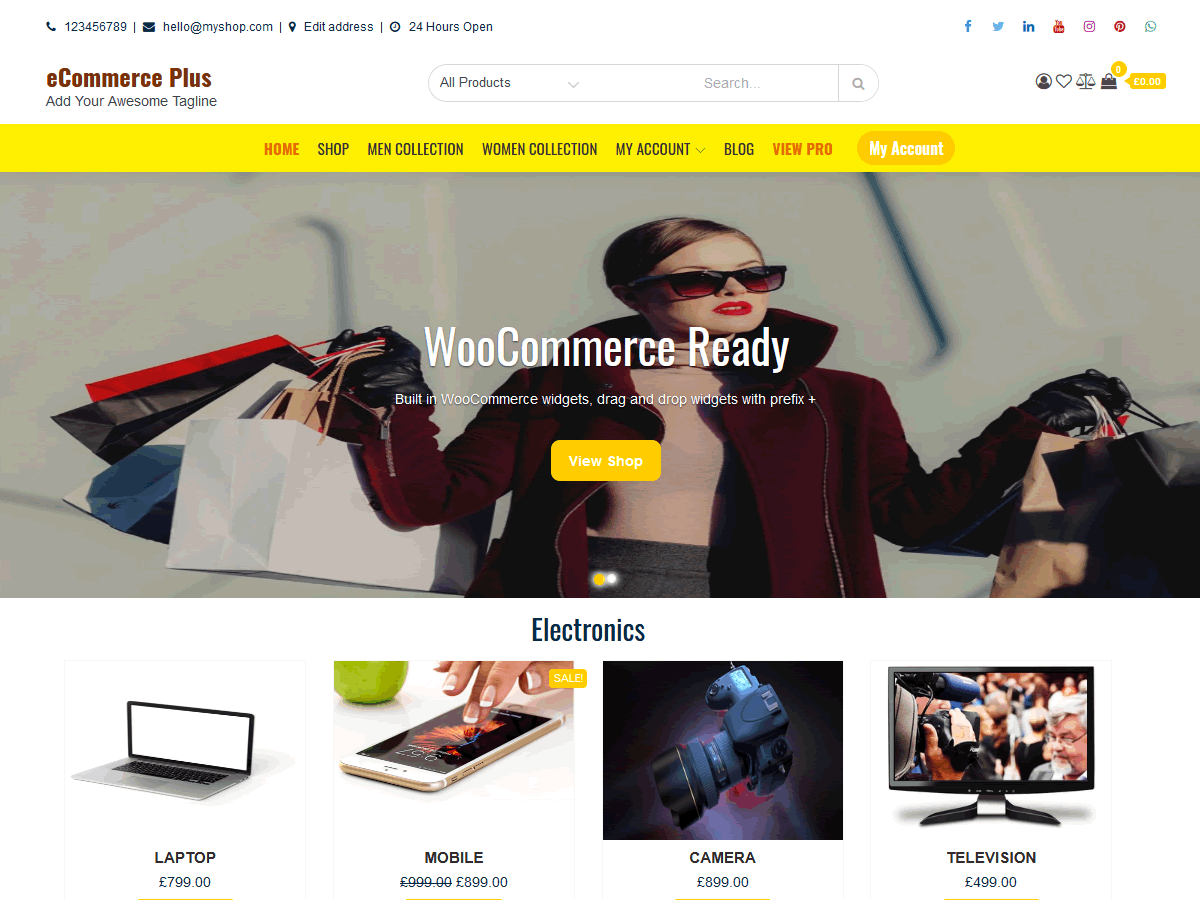 123456789 | hello@myshop.com | Edit address | 24 Hours Open
eCommerce Plus
Add Your Awesome Tagline
All Products
Search...
0
£0.00
HOME SHOP MEN COLLECTION WOMEN COLLECTION MY ACCOUNT BLOG VIEW PRO My Account
WooCommerce Ready
Built in WooCommerce widgets, drag and drop widgets with prefix +
View Shop
Electronics
SALE!
LAPTOP
£799.00
MOBILE
£999.00 £899.00
CAMERA
£899.00
TELEVISION
£499.00